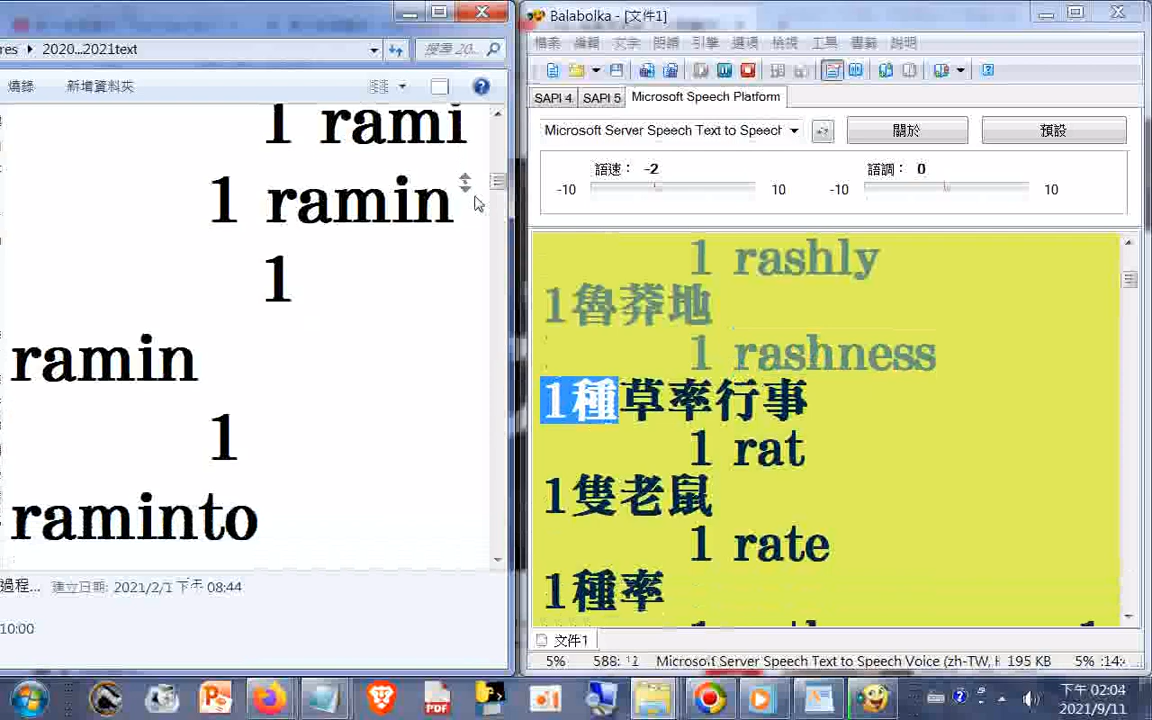 res ▸ 2020...2021text
搜尋 20...
燒錄 新增資料夾
1 rami
1 ramin
1
ramin
1
raminto
過程... 建立日期: 2021/2/1 下午 08:44
10:00
Balabolka - [文件1]
檔案 編輯 文字 朗讀 引擎 選項 檢視 工具 書籤 說明
SAPI 4 SAPI 5 Microsoft Speech Platform
Microsoft Server Speech Text to Speech
關於 預設
語速： -2 語調： 0
-10 10 -10 10
1 rashly
1魯莽地
1 rashness
1種草率行事
1 rat
1隻老鼠
1 rate
1種率
文件1
5% 588: Microsoft Server Speech Text to Speech Voice (zh-TW, 195 KB 5%
PDF
下午 02:04
2021/9/11